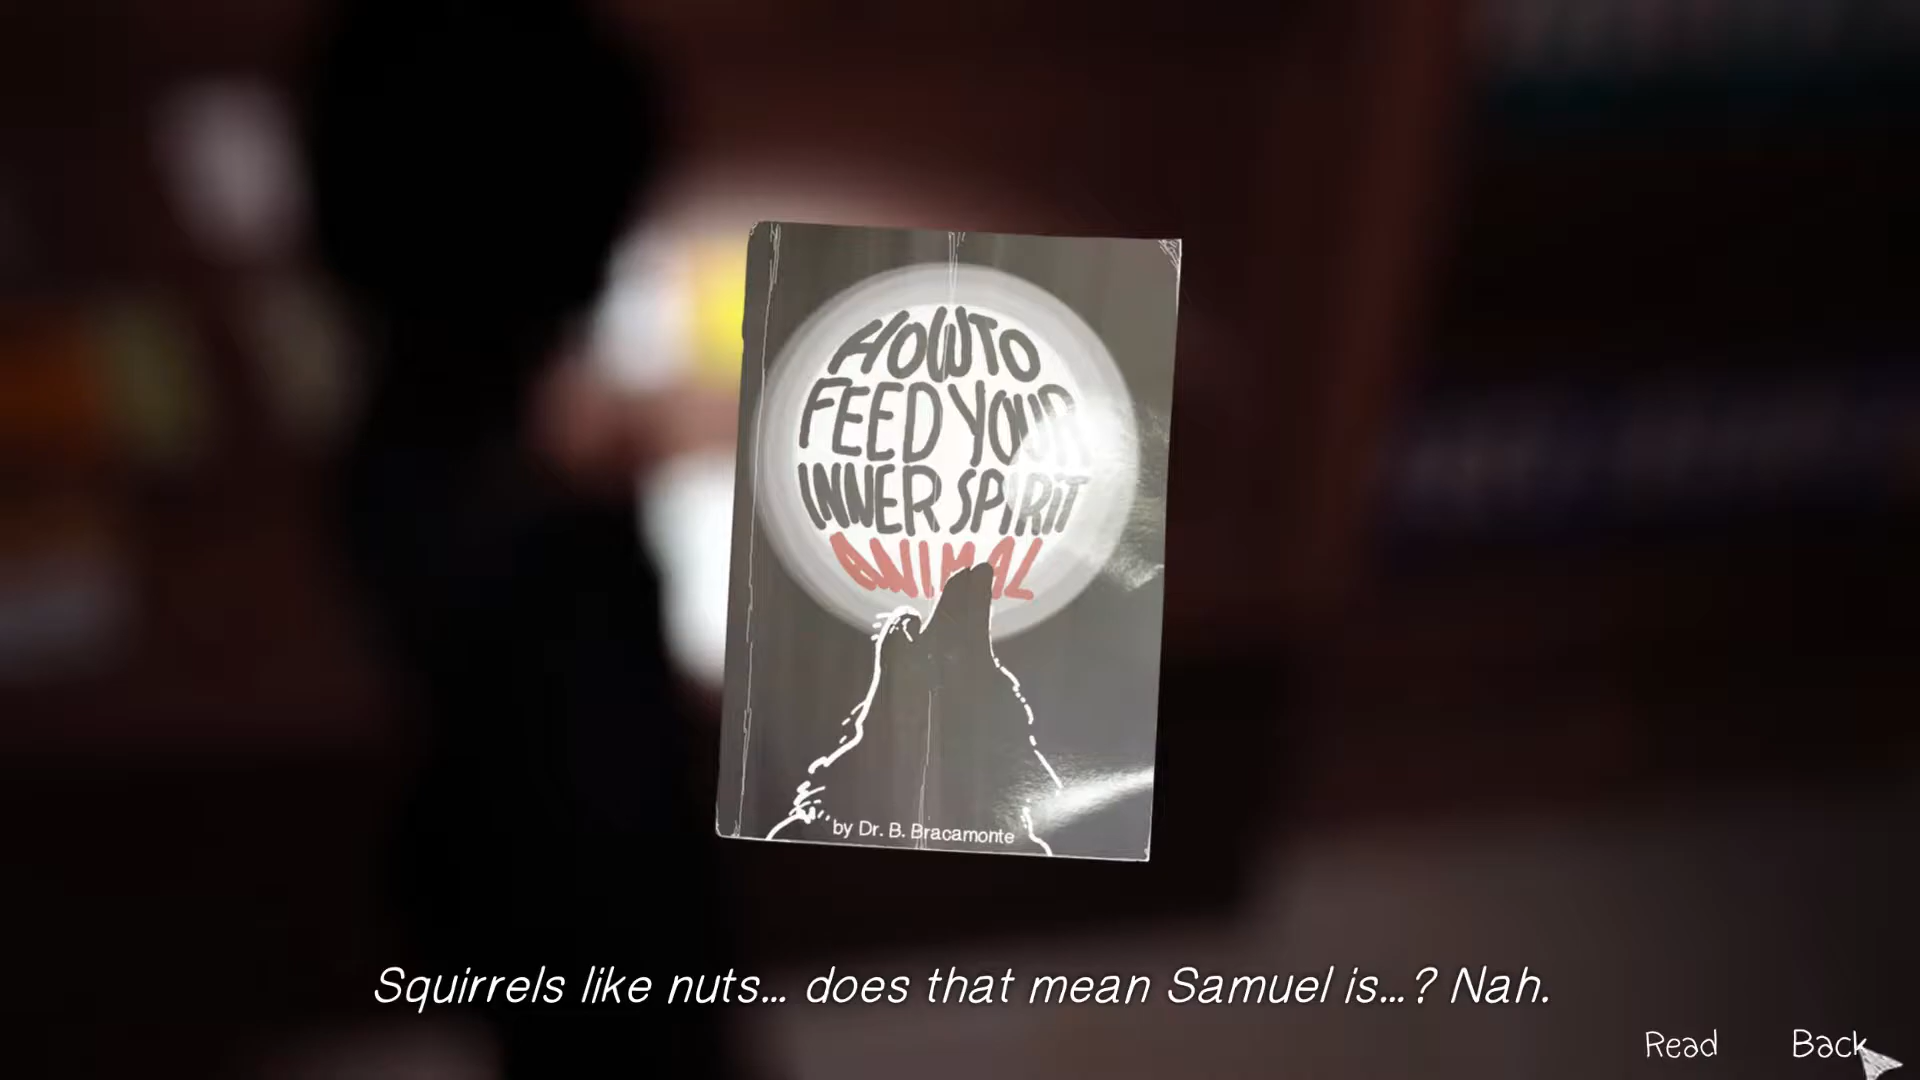 HOW TO
FEED YOUR
INNER SPIRIT
ANIMAL
by Dr. B. Bracamonte
Squirrels like nuts... does that mean Samuel is...? Nah.
Read
Back